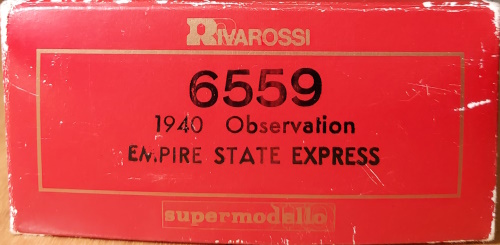 RIVAROSSI
6559
1940 Observation
EMPIRE STATE EXPRESS
supermodello